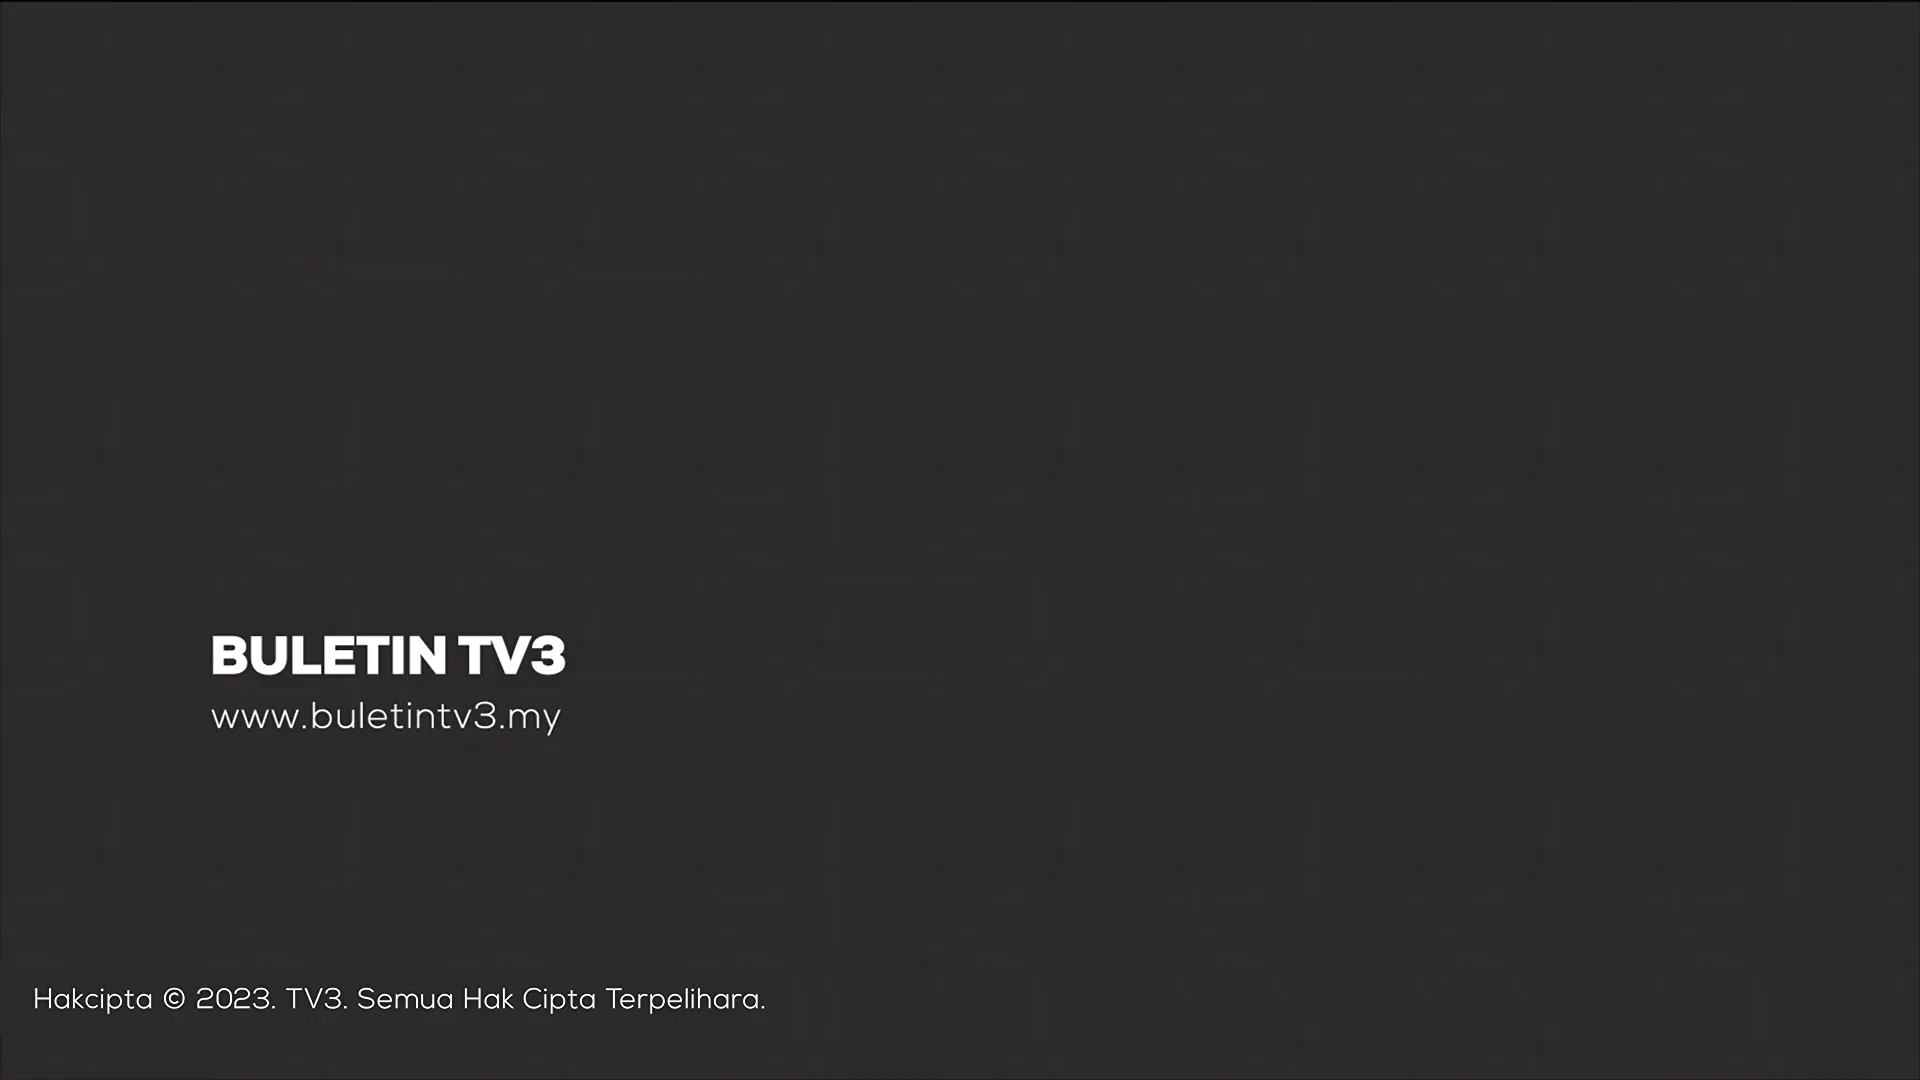 BULETIN TV3
www.buletintv3.my
Hakcipta © 2023. TV3. Semua Hak Cipta Terpelihara.